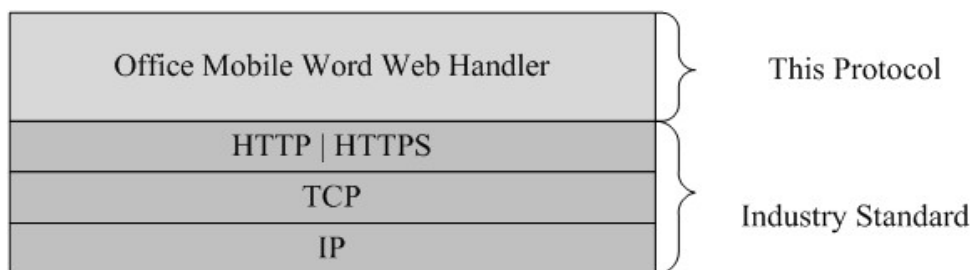 Office Mobile Word Web Handler
This Protocol
HTTP | HTTPS
TCP
Industry Standard
IP